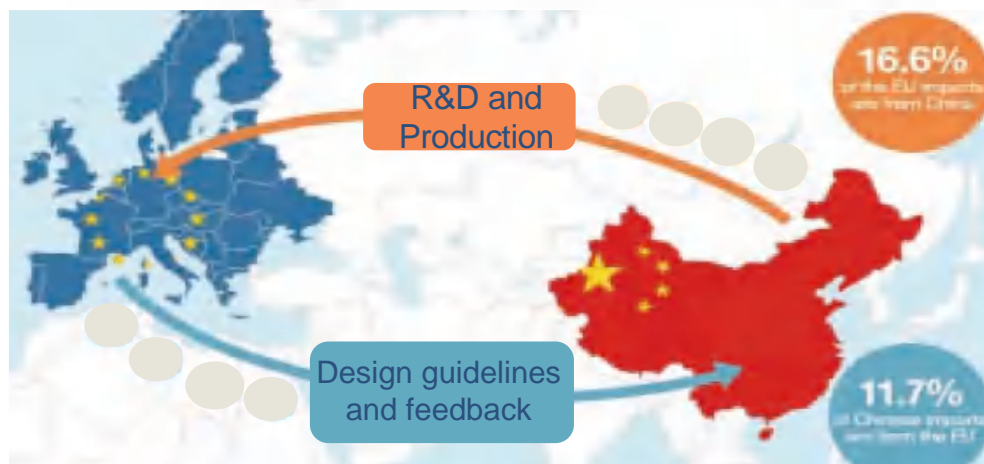 16.6%
of the EU imports
are from China
R&D and
Production
Design guidelines
and feedback
11.7%
of Chinese imports
are from the EU